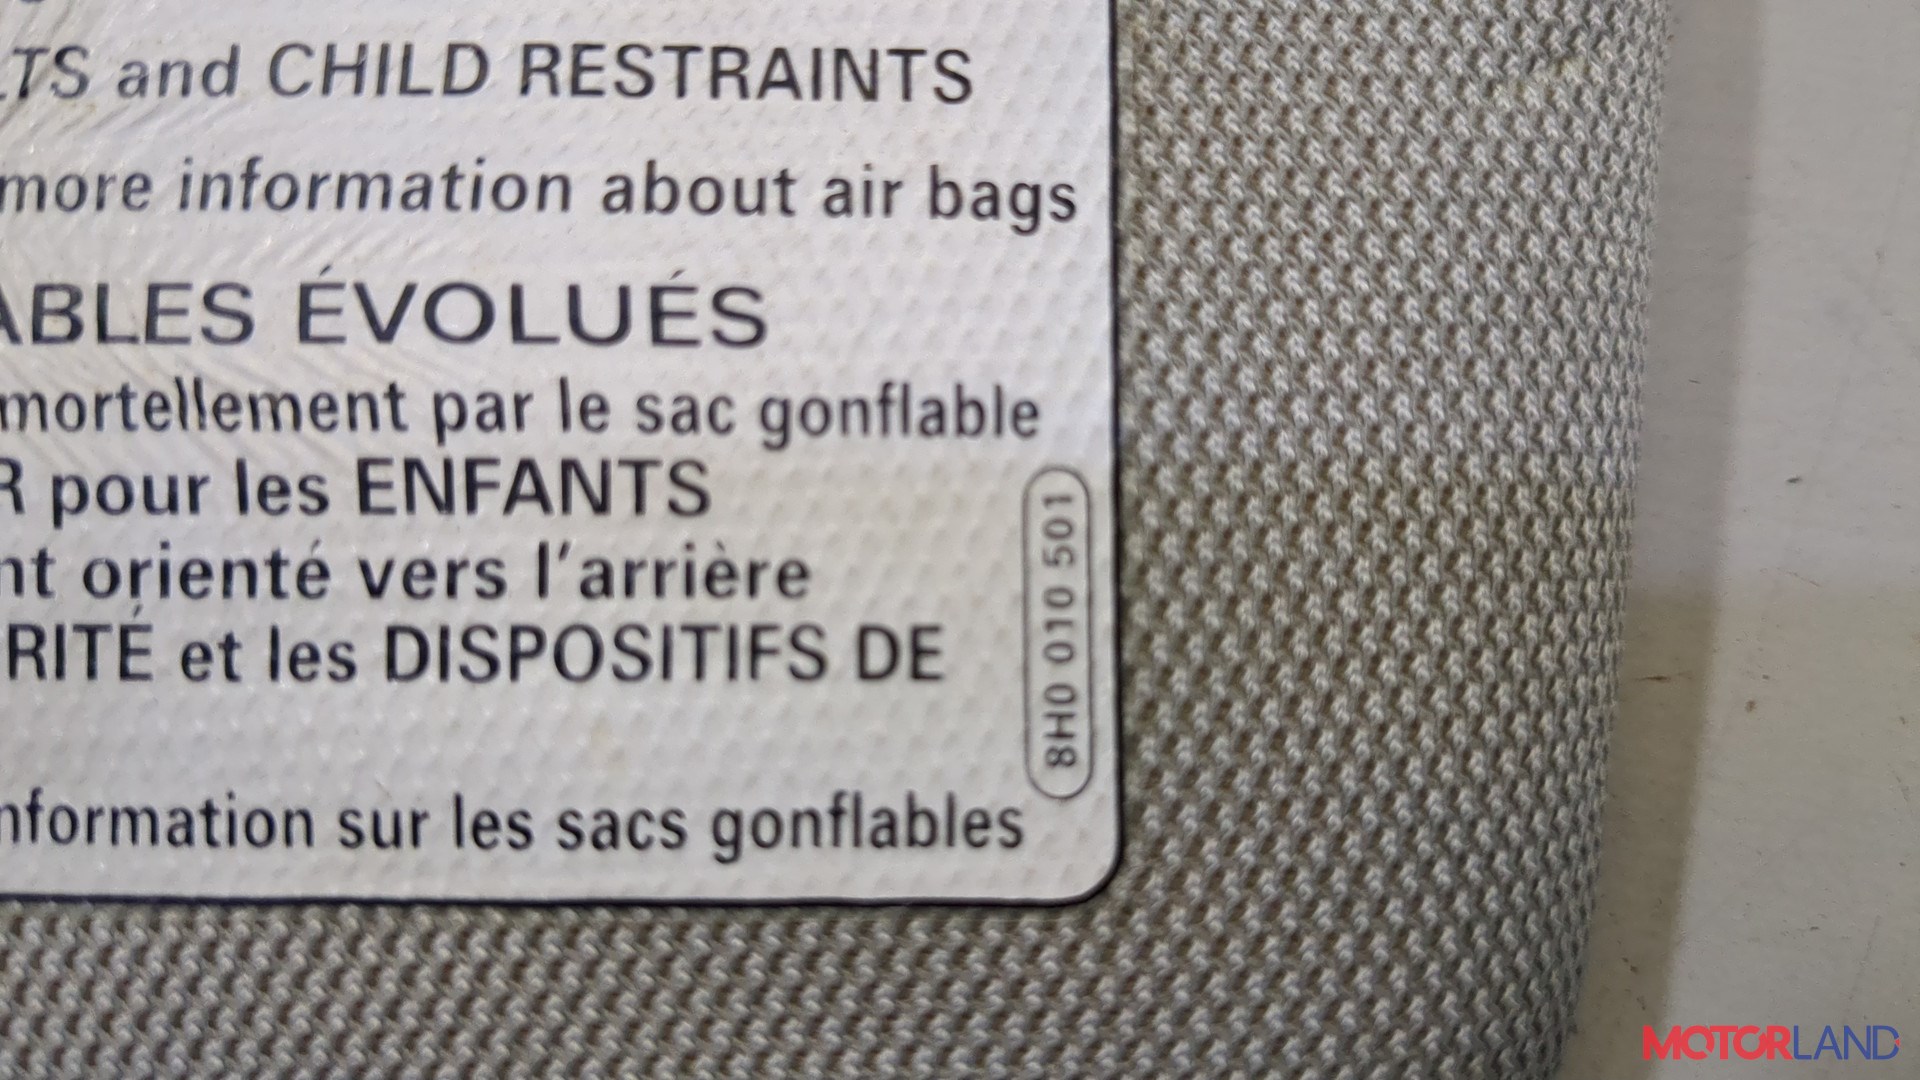 LTS and CHILD RESTRAINTS
more information about air bags
ABLES ÉVOLUÉS
mortellement par le sac gonflable
R pour les ENFANTS
nt orienté vers l'arrière
RITÉ et les DISPOSITIFS DE
nformation sur les sacs gonflables
8H0 010 501
MOTORLAND